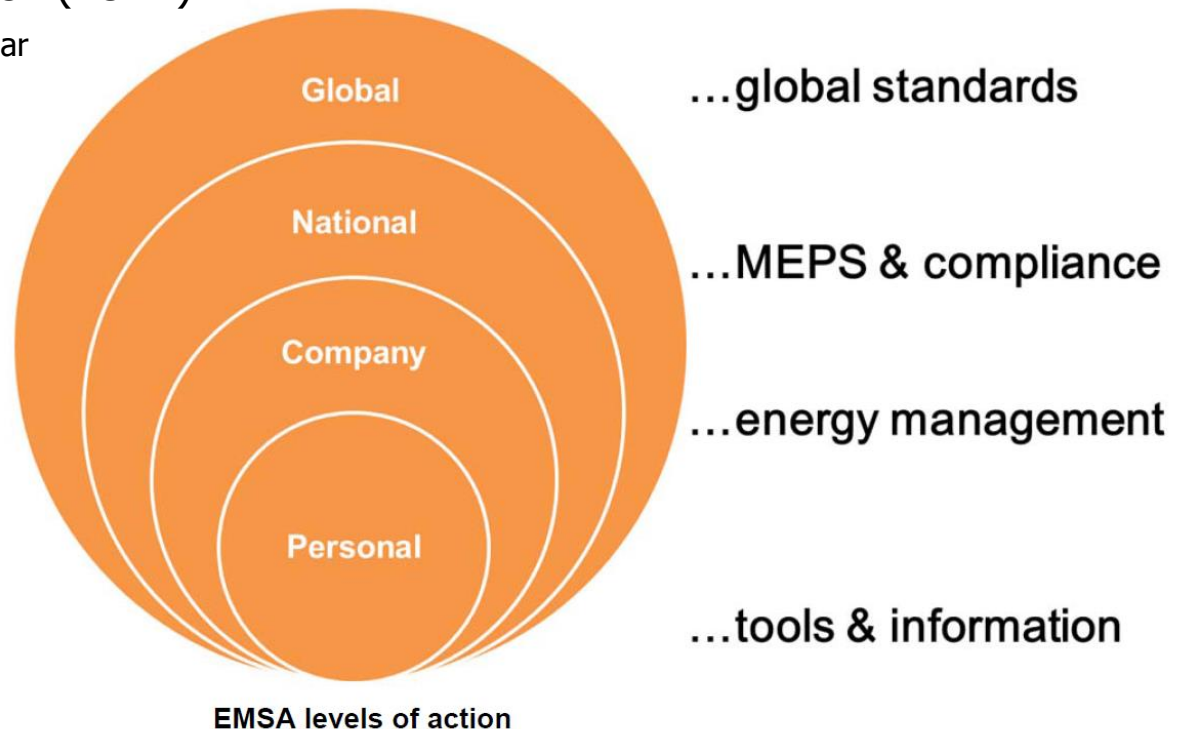 ar
Global
…global standards
National
…MEPS & compliance
Company
…energy management
Personal
…tools & information
EMSA levels of action